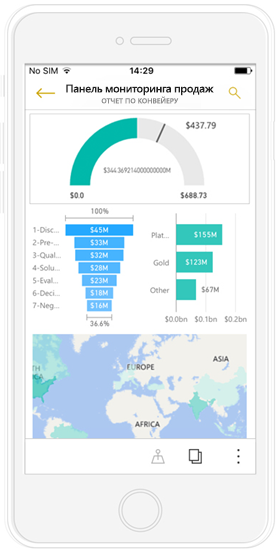 No SIM 14:29
Панель мониторинга продаж
ОТЧЕТ ПО КОНВЕЙЕРУ
$437.79
$344.369214000000000M
$0.0 $688.73
100%
1-Disc... $45M
2-Pre-... $33M
3-Qual... $32M
4-Solu... $28M
5-Eval... $23M
6-Deci... $18M
7-Neg... $16M
36.6%
Plat... $155M
Gold $123M
Other $67M
$0.0bn $0.1bn $0.2bn
TH
EUROPE
ASIA
AFRICA